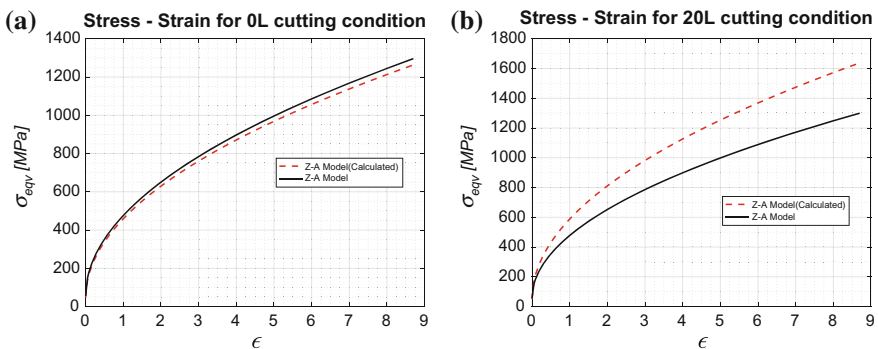 (a) Stress - Strain for 0L cutting condition
1400
1200
1000
800
600
400
200
0
σeqv [MPa]
0 1 2 3 4 5 6 7 8 9
ϵ
Z-A Model(Calculated)
Z-A Model
(b) Stress - Strain for 20L cutting condition
1800
1600
1400
1200
1000
800
600
400
200
0
σeqv [MPa]
0 1 2 3 4 5 6 7 8 9
ϵ
Z-A Model(Calculated)
Z-A Model